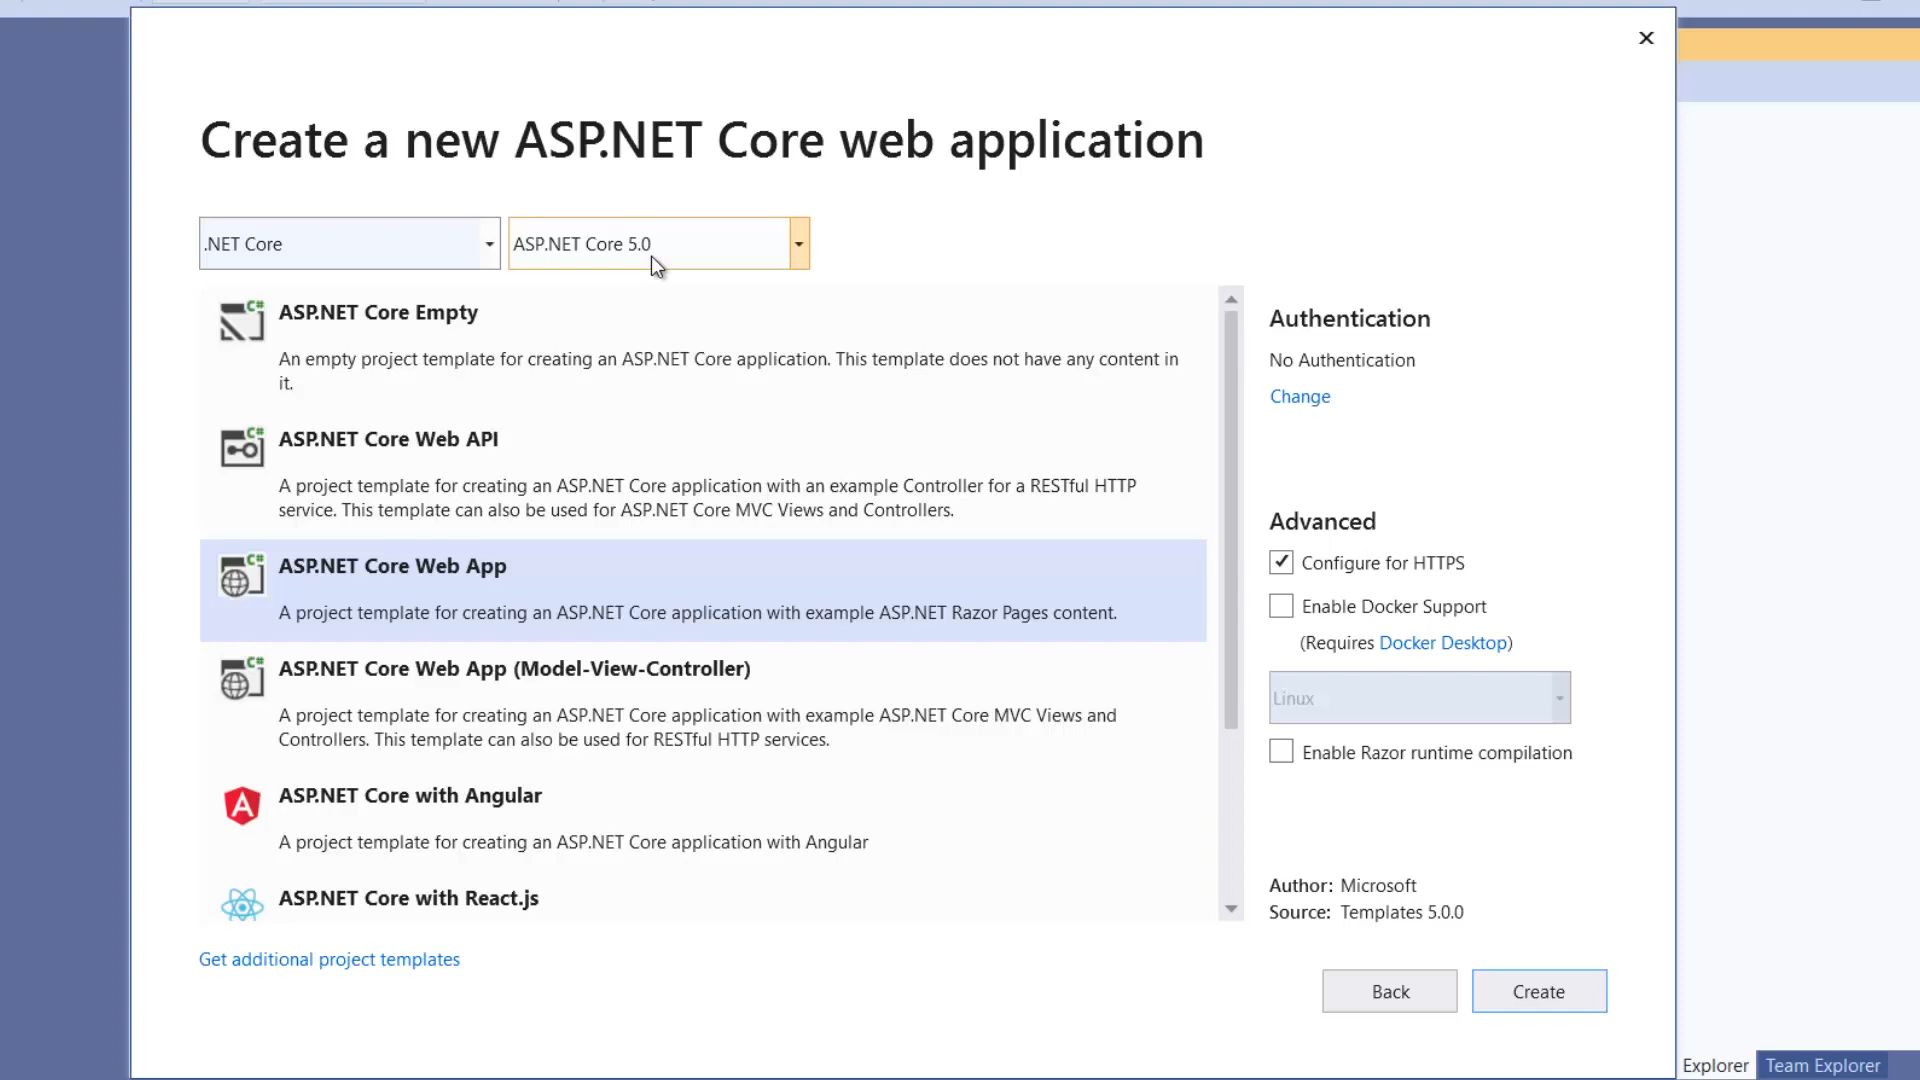 Create a new ASP.NET Core web application
.NET Core
ASP.NET Core 5.0
C#
ASP.NET Core Empty
An empty project template for creating an ASP.NET Core application. This template does not have any content in
it.
C#
ASP.NET Core Web API
A project template for creating an ASP.NET Core application with an example Controller for a RESTful HTTP
service. This template can also be used for ASP.NET Core MVC Views and Controllers.
C#
ASP.NET Core Web App
A project template for creating an ASP.NET Core application with example ASP.NET Razor Pages content.
C#
ASP.NET Core Web App (Model-View-Controller)
A project template for creating an ASP.NET Core application with example ASP.NET Core MVC Views and
Controllers. This template can also be used for RESTful HTTP services.
A
ASP.NET Core with Angular
A project template for creating an ASP.NET Core application with Angular
ASP.NET Core with React.js
Get additional project templates
Authentication
No Authentication
Change
Advanced
Configure for HTTPS
Enable Docker Support
(Requires Docker Desktop)
Linux
Enable Razor runtime compilation
Author: Microsoft
Source: Templates 5.0.0
Back
Create
Explorer
Team Explorer